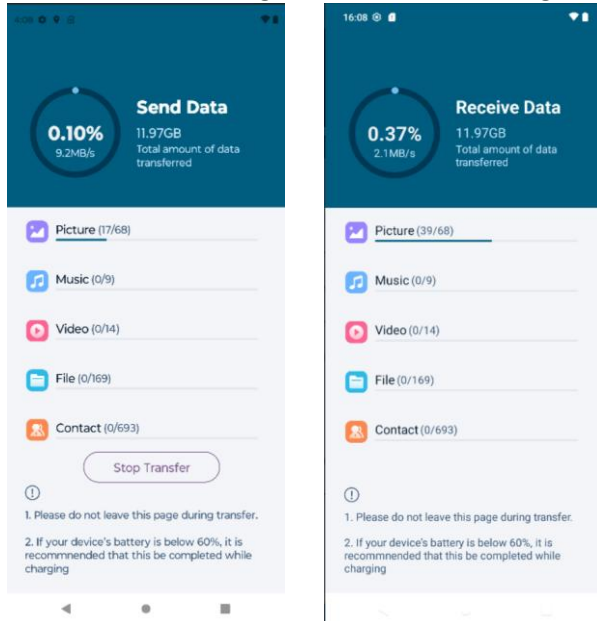 4:08
Send Data
0.10%
11.97GB
9.2MB/s
Total amount of data
transferred
Picture (17/68)
Music (0/9)
Video (0/14)
File (0/169)
Contact (0/693)
Stop Transfer
1. Please do not leave this page during transfer.
2. If your device's battery is below 60%, it is
recommnended that this be completed while
charging
16:08
Receive Data
0.37%
11.97GB
2.1MB/s
Total amount of data
transferred
Picture (39/68)
Music (0/9)
Video (0/14)
File (0/169)
Contact (0/693)
1. Please do not leave this page during transfer.
2. If your device's battery is below 60%, it is
recommnended that this be completed while
charging